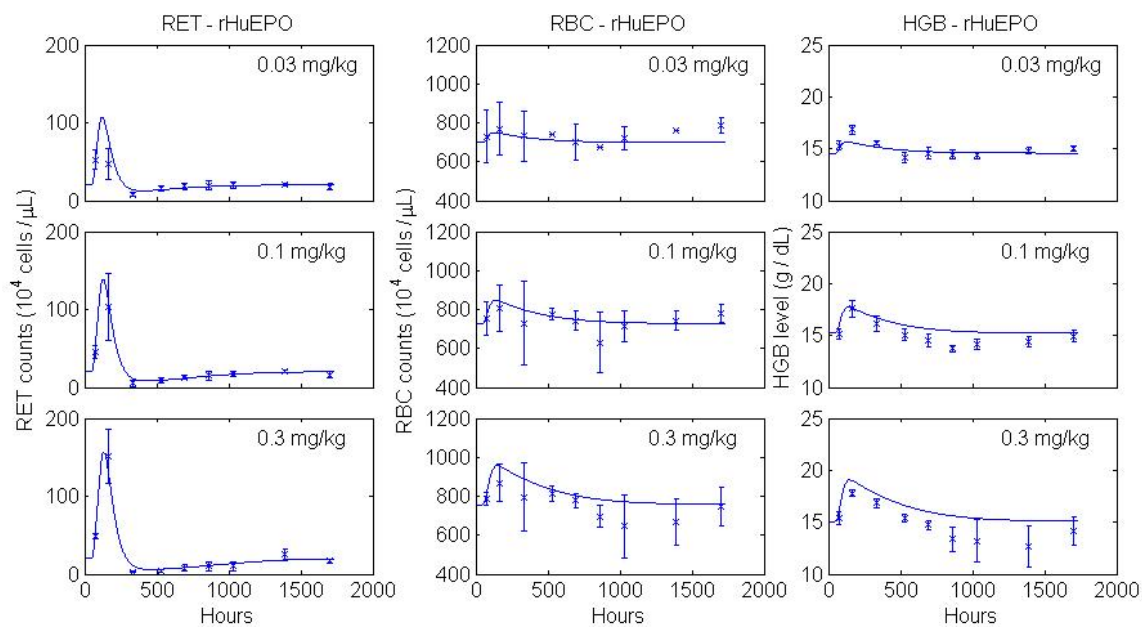 RET - rHuEPO
RBC - rHuEPO
HGB - rHuEPO
200
100
0
0.03 mg/kg
1200
1000
800
600
400
0.03 mg/kg
25
20
15
10
0.03 mg/kg
200
100
0
0.1 mg/kg
1200
1000
800
600
400
0.1 mg/kg
25
20
15
10
0.1 mg/kg
RET counts (10⁴ cells / μL)
RBC counts (10⁴ cells / μL)
HGB level (g / dL)
200
100
0
0.3 mg/kg
1200
1000
800
600
400
0.3 mg/kg
25
20
15
10
0.3 mg/kg
0 500 1000 1500 2000
0 500 1000 1500 2000
0 500 1000 1500 2000
Hours
Hours
Hours